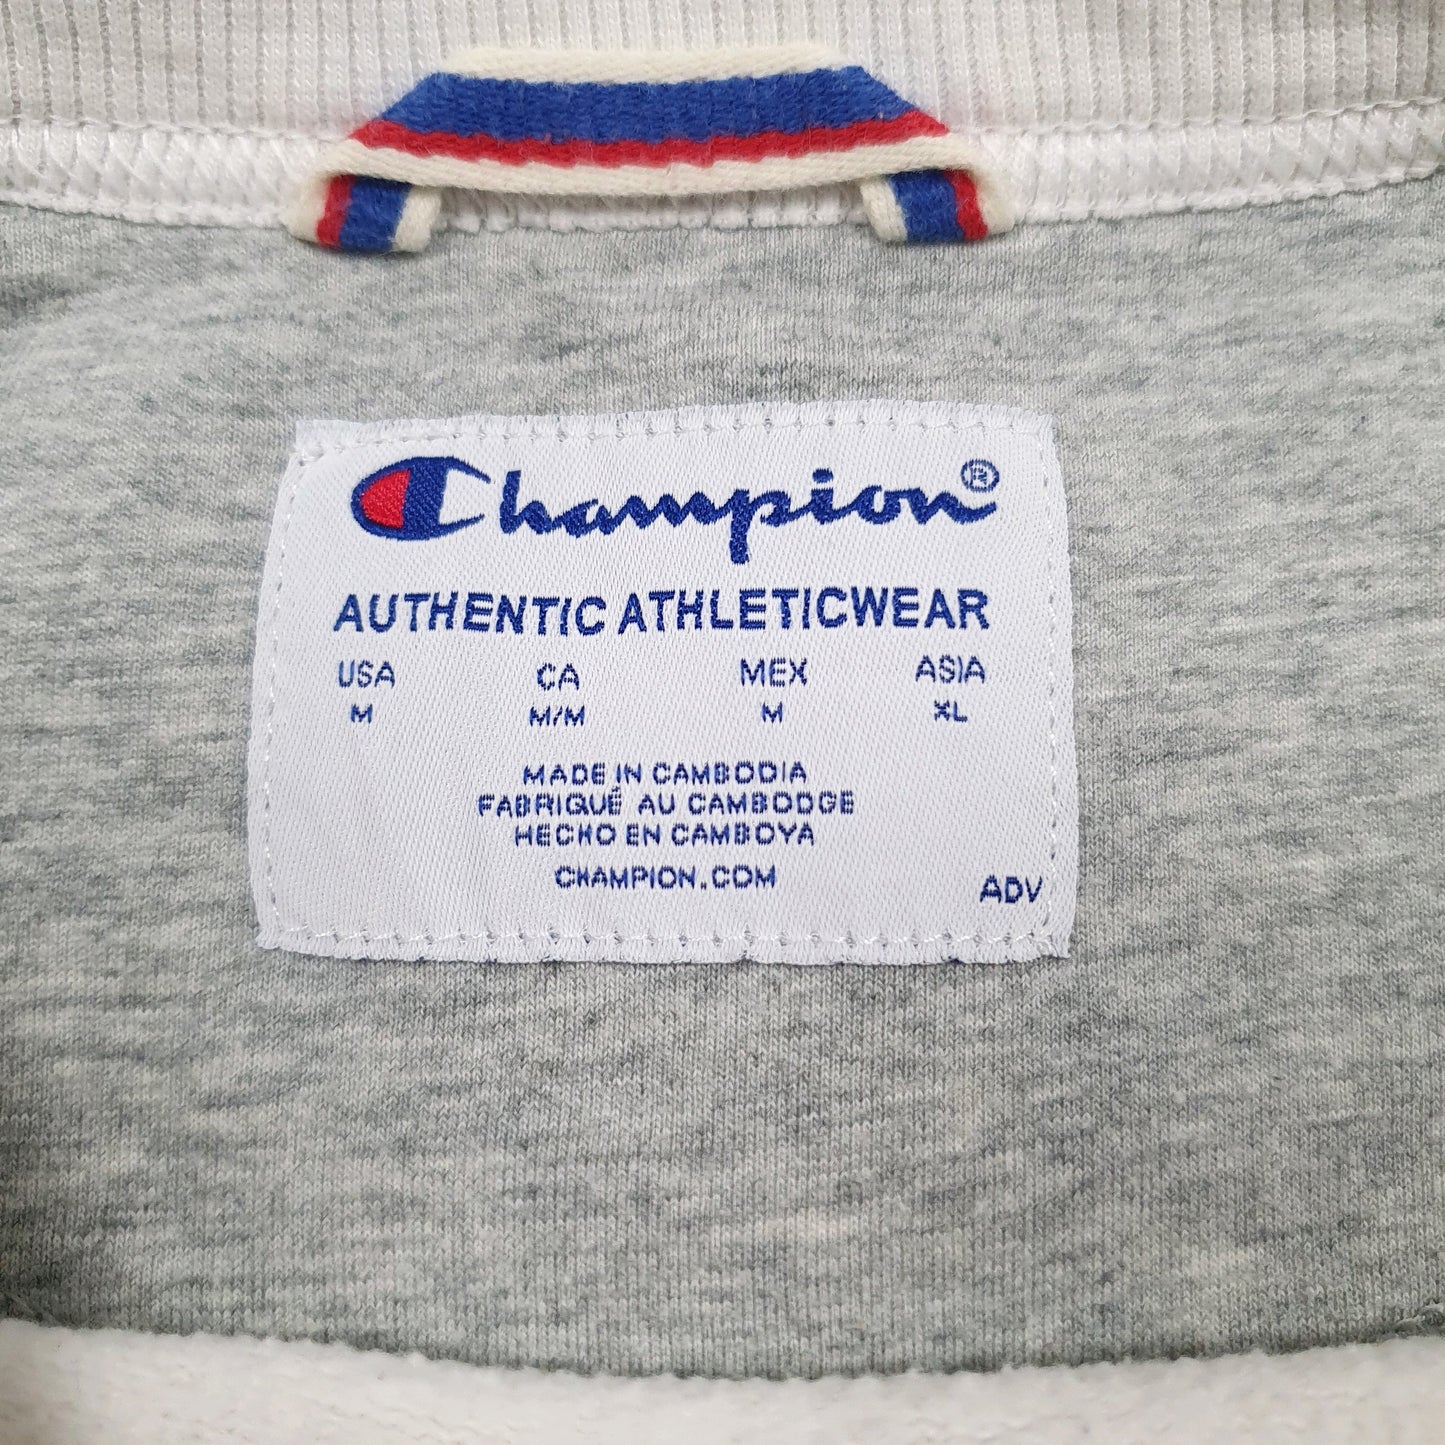 Champion®
AUTHENTIC ATHLETICWEAR
USA CA MEX ASIA
M M/M M XL
MADE IN CAMBODIA
FABRIQUÉ AU CAMBODGE
HECHO EN CAMBOYA
CHAMPION.COM
ADV